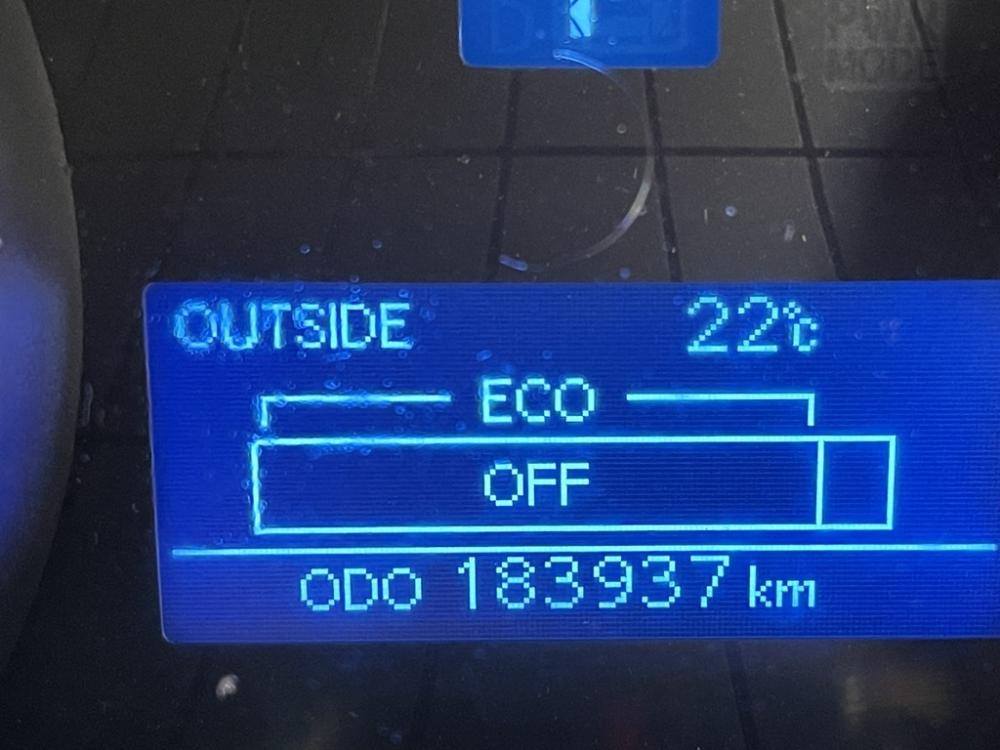 OUTSIDE 22℃
ECO
OFF
ODO 183937 km